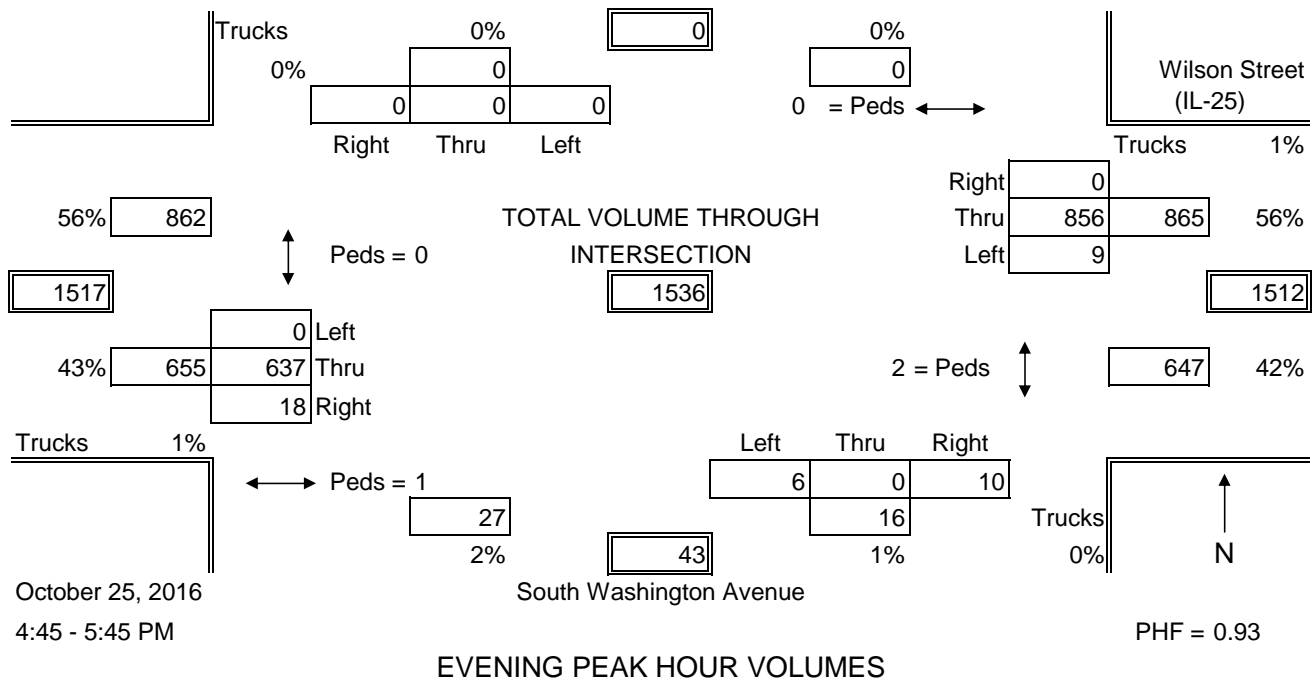 Trucks 0% 0 0%
0% 0 0 Wilson Street
0 0 0 0 = Peds (IL-25)
Right Thru Left Trucks 1%
Right 0
56% 862 TOTAL VOLUME THROUGH Thru 856 865 56%
Peds = 0 INTERSECTION Left 9
1517 1536 1512
0 Left
43% 655 637 Thru 2 = Peds 647 42%
18 Right
Trucks 1% Left Thru Right
Peds = 1 6 0 10
27 16 Trucks
2% 43 1% 0% N
October 25, 2016 South Washington Avenue
4:45 - 5:45 PM PHF = 0.93
EVENING PEAK HOUR VOLUMES